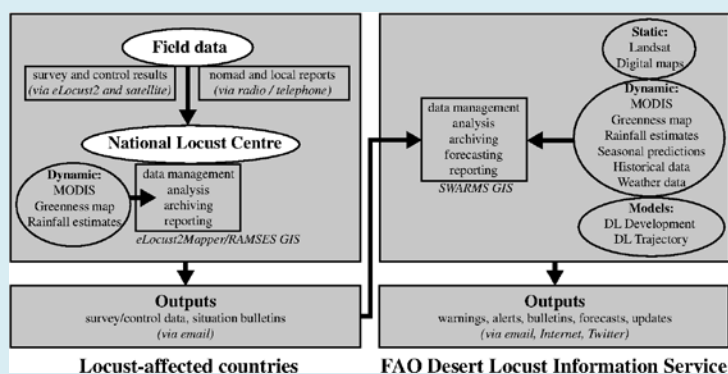 Field data
survey and control results
(via eLocust2 and satellite)
nomad and local reports
(via radio / telephone)
National Locust Centre
Dynamic:
MODIS
Greenness map
Rainfall estimates
data management
analysis
archiving
reporting
eLocust2Mapper/RAMSES GIS
Outputs
survey/control data, situation bulletins
(via email)
Locust-affected countries
data management
analysis
archiving
forecasting
reporting
SWARMS GIS
Static:
Landsat
Digital maps
Dynamic:
MODIS
Greenness map
Rainfall estimates
Seasonal predictions
Historical data
Weather data
Models:
DL Development
DL Trajectory
Outputs
warnings, alerts, bulletins, forecasts, updates
(via email, Internet, Twitter)
FAO Desert Locust Information Service